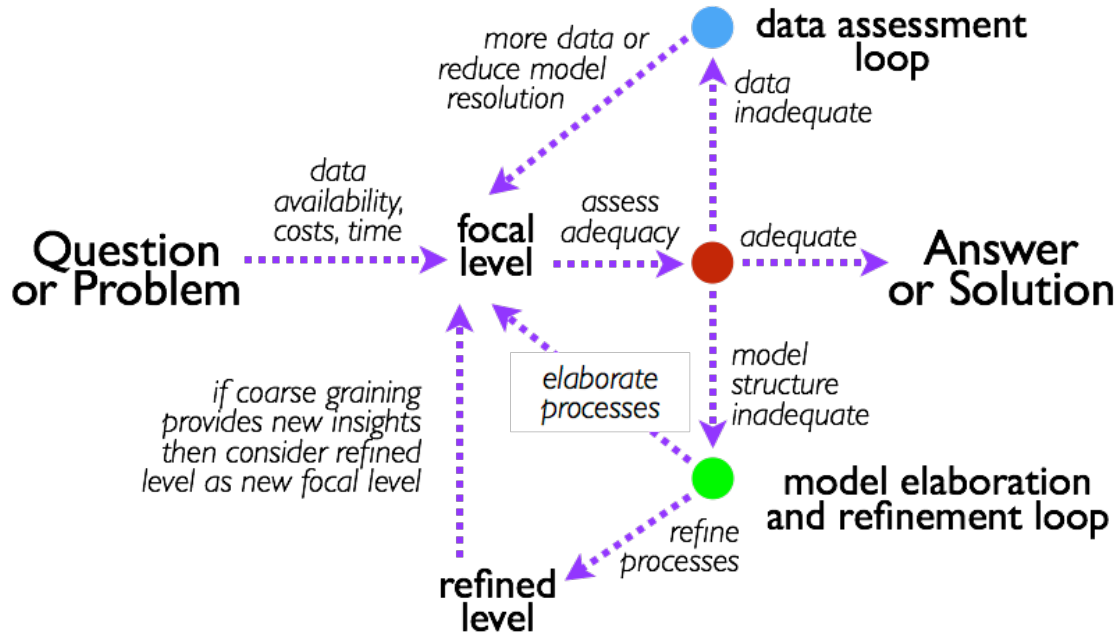 more data or
reduce model
resolution
data assessment
loop
data
inadequate
data
availability,
costs, time
Question
or Problem
focal
level
assess
adequacy
adequate
Answer
or Solution
if coarse graining
provides new insights
then consider refined
level as new focal level
elaborate
processes
model
structure
inadequate
model elaboration
and refinement loop
refine
processes
refined
level